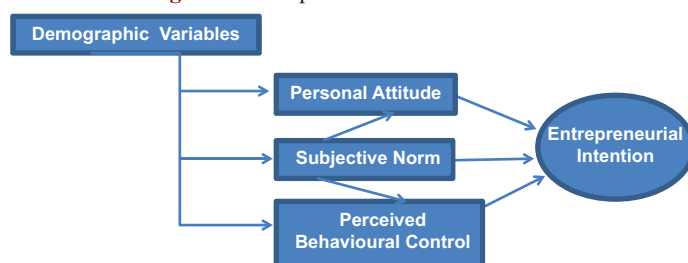 Demographic Variables
Personal Attitude
Subjective Norm
Perceived
Behavioural Control
Entrepreneurial
Intention